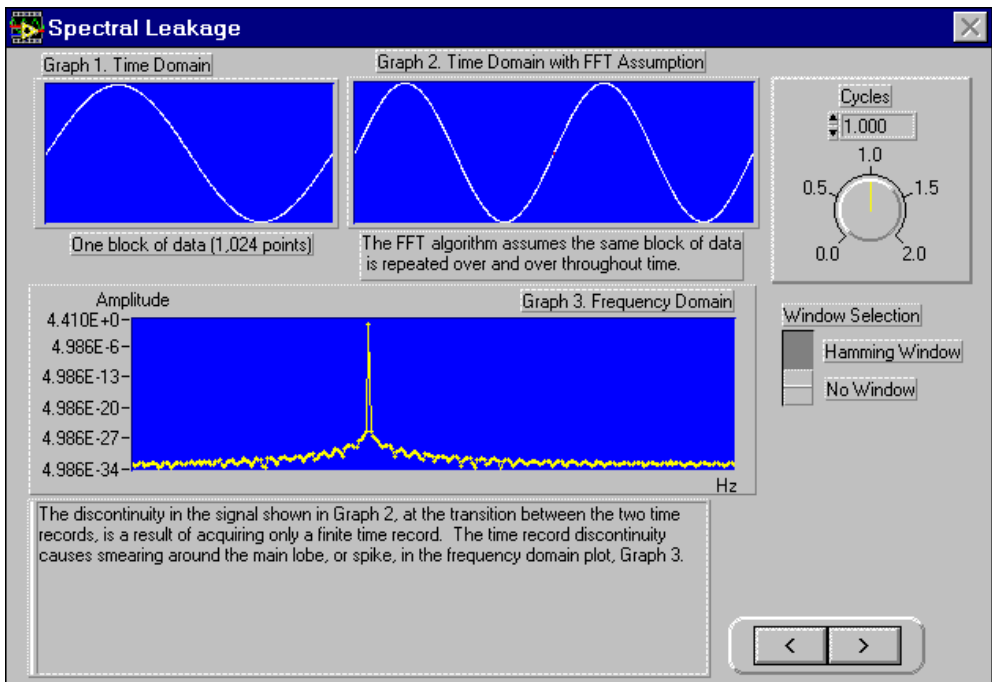 Spectral Leakage
Graph 1. Time Domain
Graph 2. Time Domain with FFT Assumption
One block of data (1,024 points)
The FFT algorithm assumes the same block of data
is repeated over and over throughout time.
Cycles
1.000
1.0
0.5
1.5
0.0
2.0
Amplitude
Graph 3. Frequency Domain
4.410E+0
4.986E-6
4.986E-13
4.986E-20
4.986E-27
4.986E-34
Hz
Window Selection
Hamming Window
No Window
The discontinuity in the signal shown in Graph 2, at the transition between the two time
records, is a result of acquiring only a finite time record.  The time record discontinuity
causes smearing around the main lobe, or spike, in the frequency domain plot, Graph 3.
< >